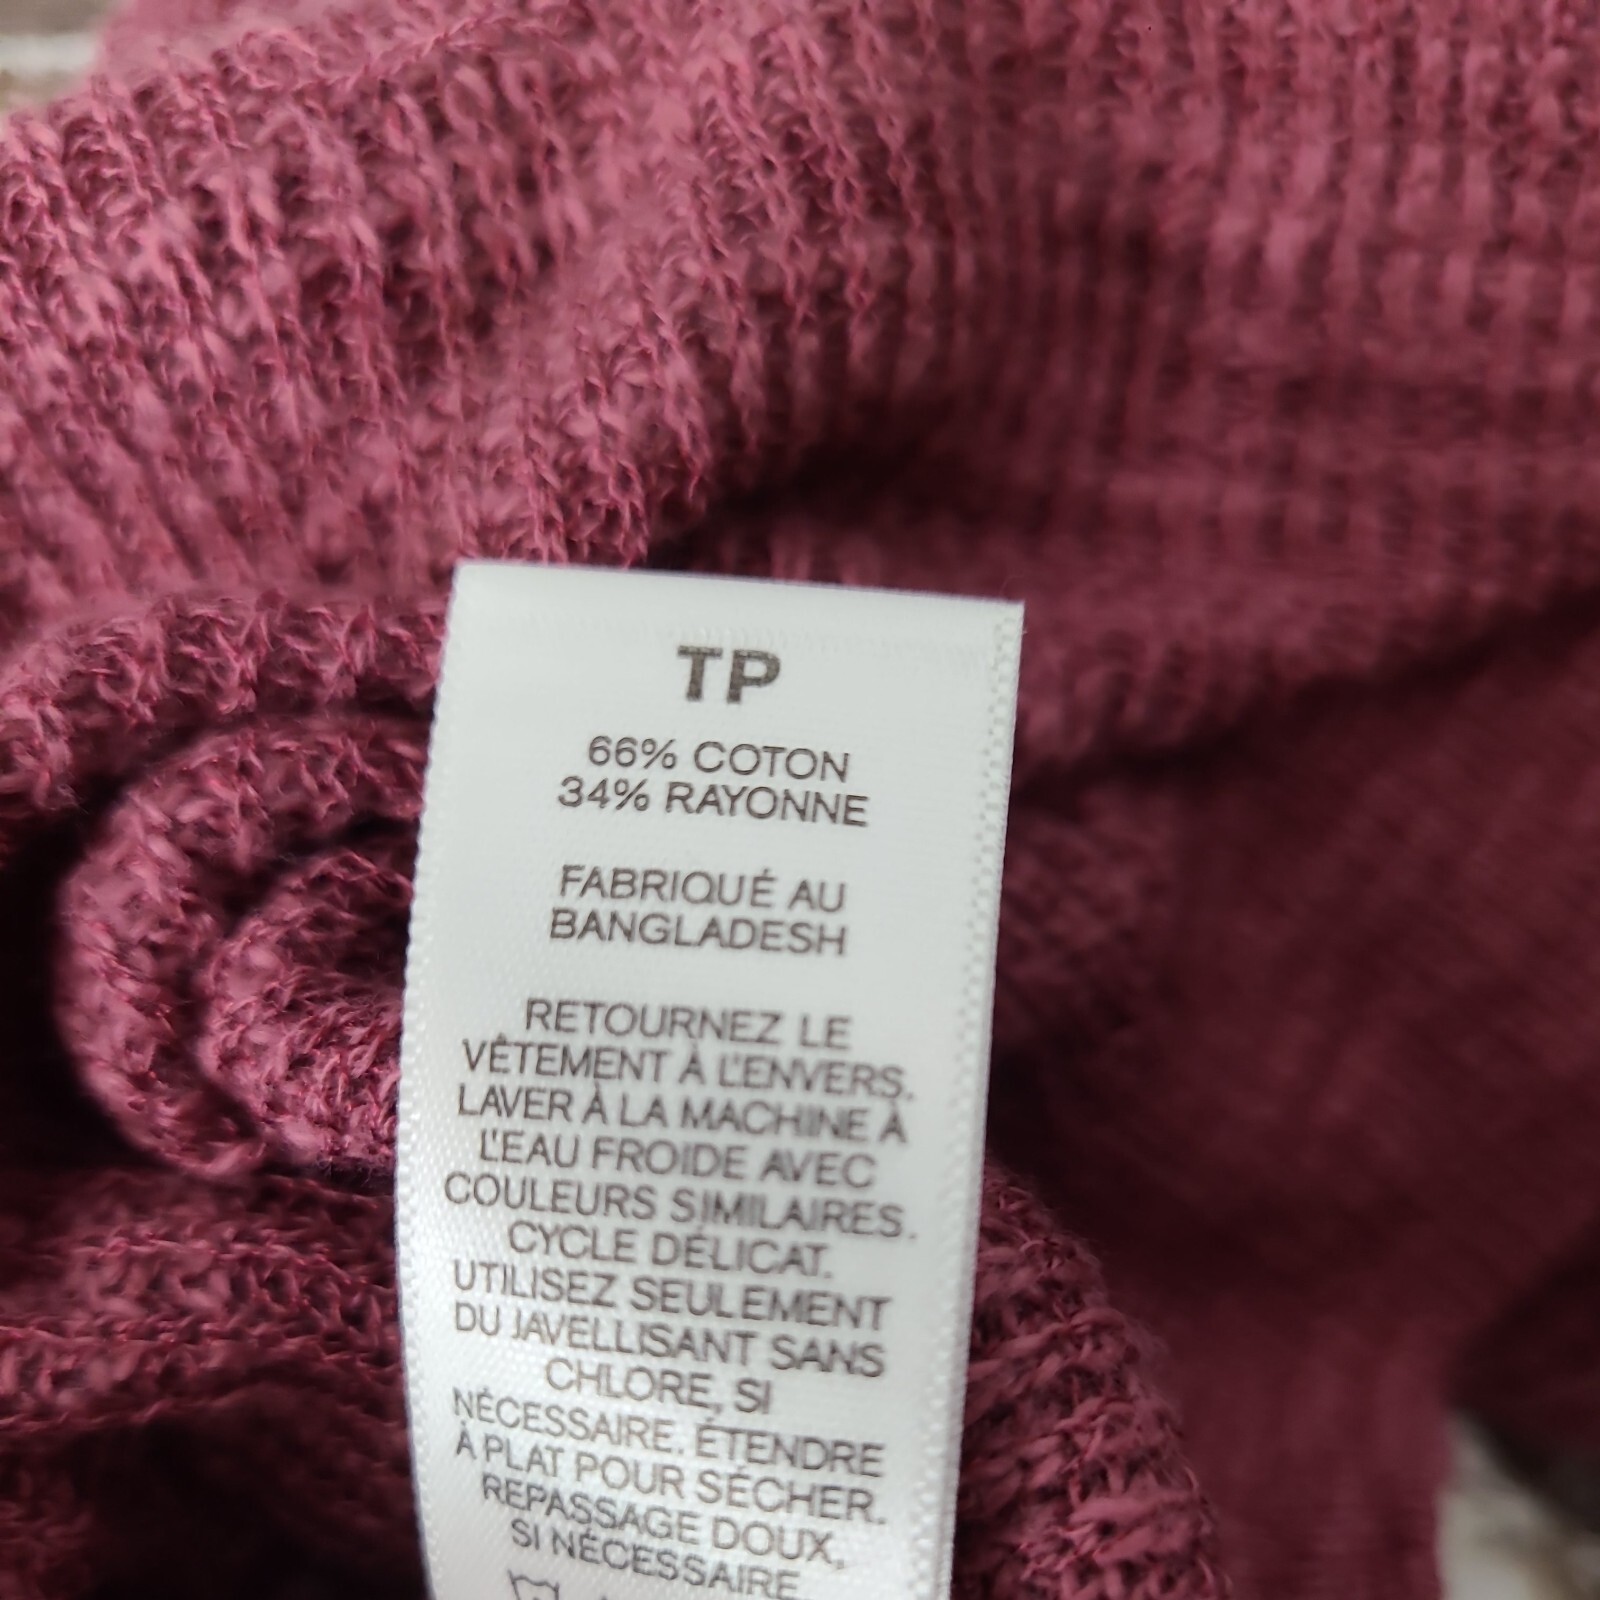 TP
66% COTON
34% RAYONNE
FABRIQUÉ AU
BANGLADESH
RETOURNEZ LE
VÊTEMENT À L'ENVERS.
LAVER À LA MACHINE À
L'EAU FROIDE AVEC
COULEURS SIMILAIRES.
CYCLE DÉLICAT.
UTILISEZ SEULEMENT
DU JAVELLISANT SANS
CHLORE, SI
NÉCESSAIRE. ÉTENDRE
À PLAT POUR SÉCHER.
REPASSAGE DOUX,
SI NÉCESSAIRE